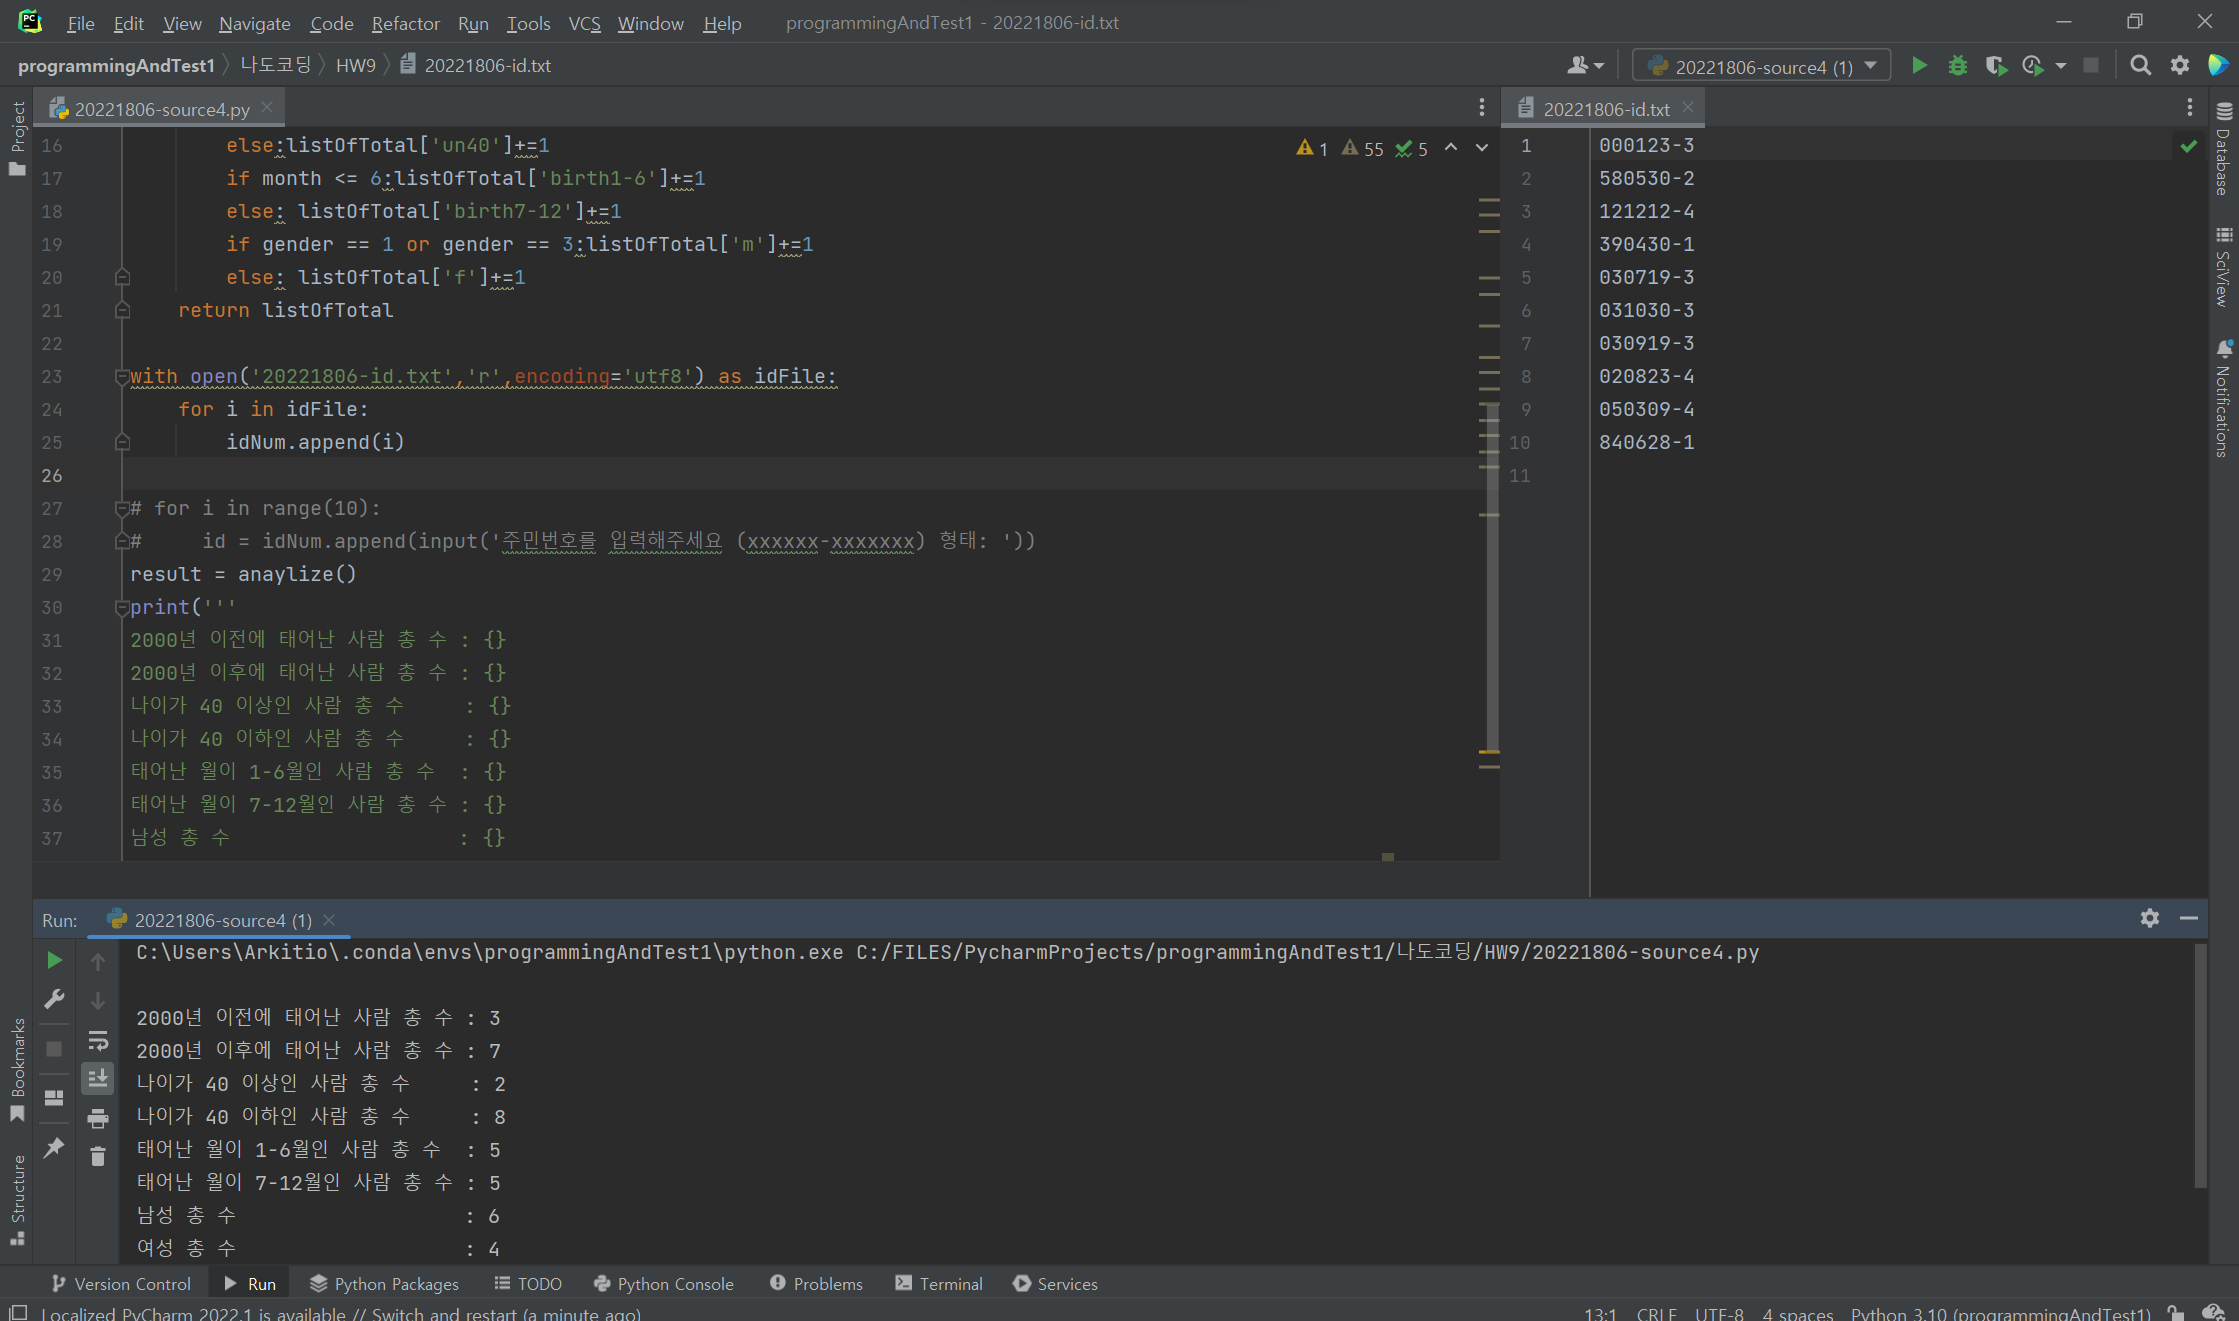 File Edit View Navigate Code Refactor Run Tools VCS Window Help programmingAndTest1 - 20221806-id.txt
programmingAndTest1 나도코딩 HW9 20221806-id.txt 20221806-source4 (1)
Project
20221806-source4.py
16 else:listOfTotal['un40']+=1
17 if month <= 6:listOfTotal['birth1-6']+=1
18 else: listOfTotal['birth7-12']+=1
19 if gender == 1 or gender == 3:listOfTotal['m']+=1
20 else: listOfTotal['f']+=1
21 return listOfTotal
22
23 with open('20221806-id.txt','r',encoding='utf8') as idFile:
24 for i in idFile:
25 idNum.append(i)
26
27 # for i in range(10):
28 #     id = idNum.append(input('주민번호를 입력해주세요 (xxxxxx-xxxxxxx) 형태: '))
29 result = anaylize()
30 print('''
31 2000년 이전에 태어난 사람 총 수 : {}
32 2000년 이후에 태어난 사람 총 수 : {}
33 나이가 40 이상인 사람 총 수     : {}
34 나이가 40 이하인 사람 총 수     : {}
35 태어난 월이 1-6월인 사람 총 수  : {}
36 태어난 월이 7-12월인 사람 총 수 : {}
37 남성 총 수                   : {}
1 55 5
20221806-id.txt
1 000123-3
2 580530-2
3 121212-4
4 390430-1
5 030719-3
6 031030-3
7 030919-3
8 020823-4
9 050309-4
10 840628-1
11
Database
SciView
Notifications
Run: 20221806-source4 (1)
C:\Users\Arkitio\.conda\envs\programmingAndTest1\python.exe C:/FILES/PycharmProjects/programmingAndTest1/나도코딩/HW9/20221806-source4.py
2000년 이전에 태어난 사람 총 수 : 3
2000년 이후에 태어난 사람 총 수 : 7
나이가 40 이상인 사람 총 수     : 2
나이가 40 이하인 사람 총 수     : 8
태어난 월이 1-6월인 사람 총 수  : 5
태어난 월이 7-12월인 사람 총 수 : 5
남성 총 수                   : 6
여성 총 수                   : 4
Bookmarks
Structure
Version Control Run Python Packages TODO Python Console Problems Terminal Services
Localized PyCharm 2022.1 is available // Switch and restart (a minute ago) 13:1 CRLF UTF-8 4 spaces Python 3.10 (programmingAndTest1)